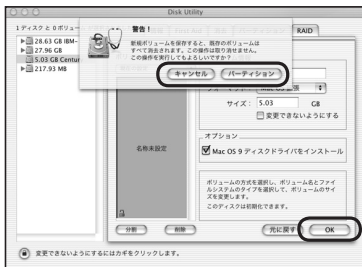 Disk Utility
1 ディスク と 0 ボリュー
28.63 GB IBM-
27.96 GB
5.03 GB Centur
217.93 MB
警告！
新規ボリュームを保存すると、既存のボリュームは
すべて消去されます。この操作は取り消せません。
この操作を実行してもよろしいですか？
キャンセル
パーティション
RAID
サイズ：
5.03
GB
変更できないようにする
名称未設定
オプション
Mac OS 9 ディスクドライバをインストール
ボリュームの方式を選択し、ボリューム名とファイ
ルシステムのタイプを選択して、ボリュームのサイ
ズを変更します。
このディスクは初期化できます。
分割
削除
元に戻す
OK
変更できないようにするにはカギをクリックします。